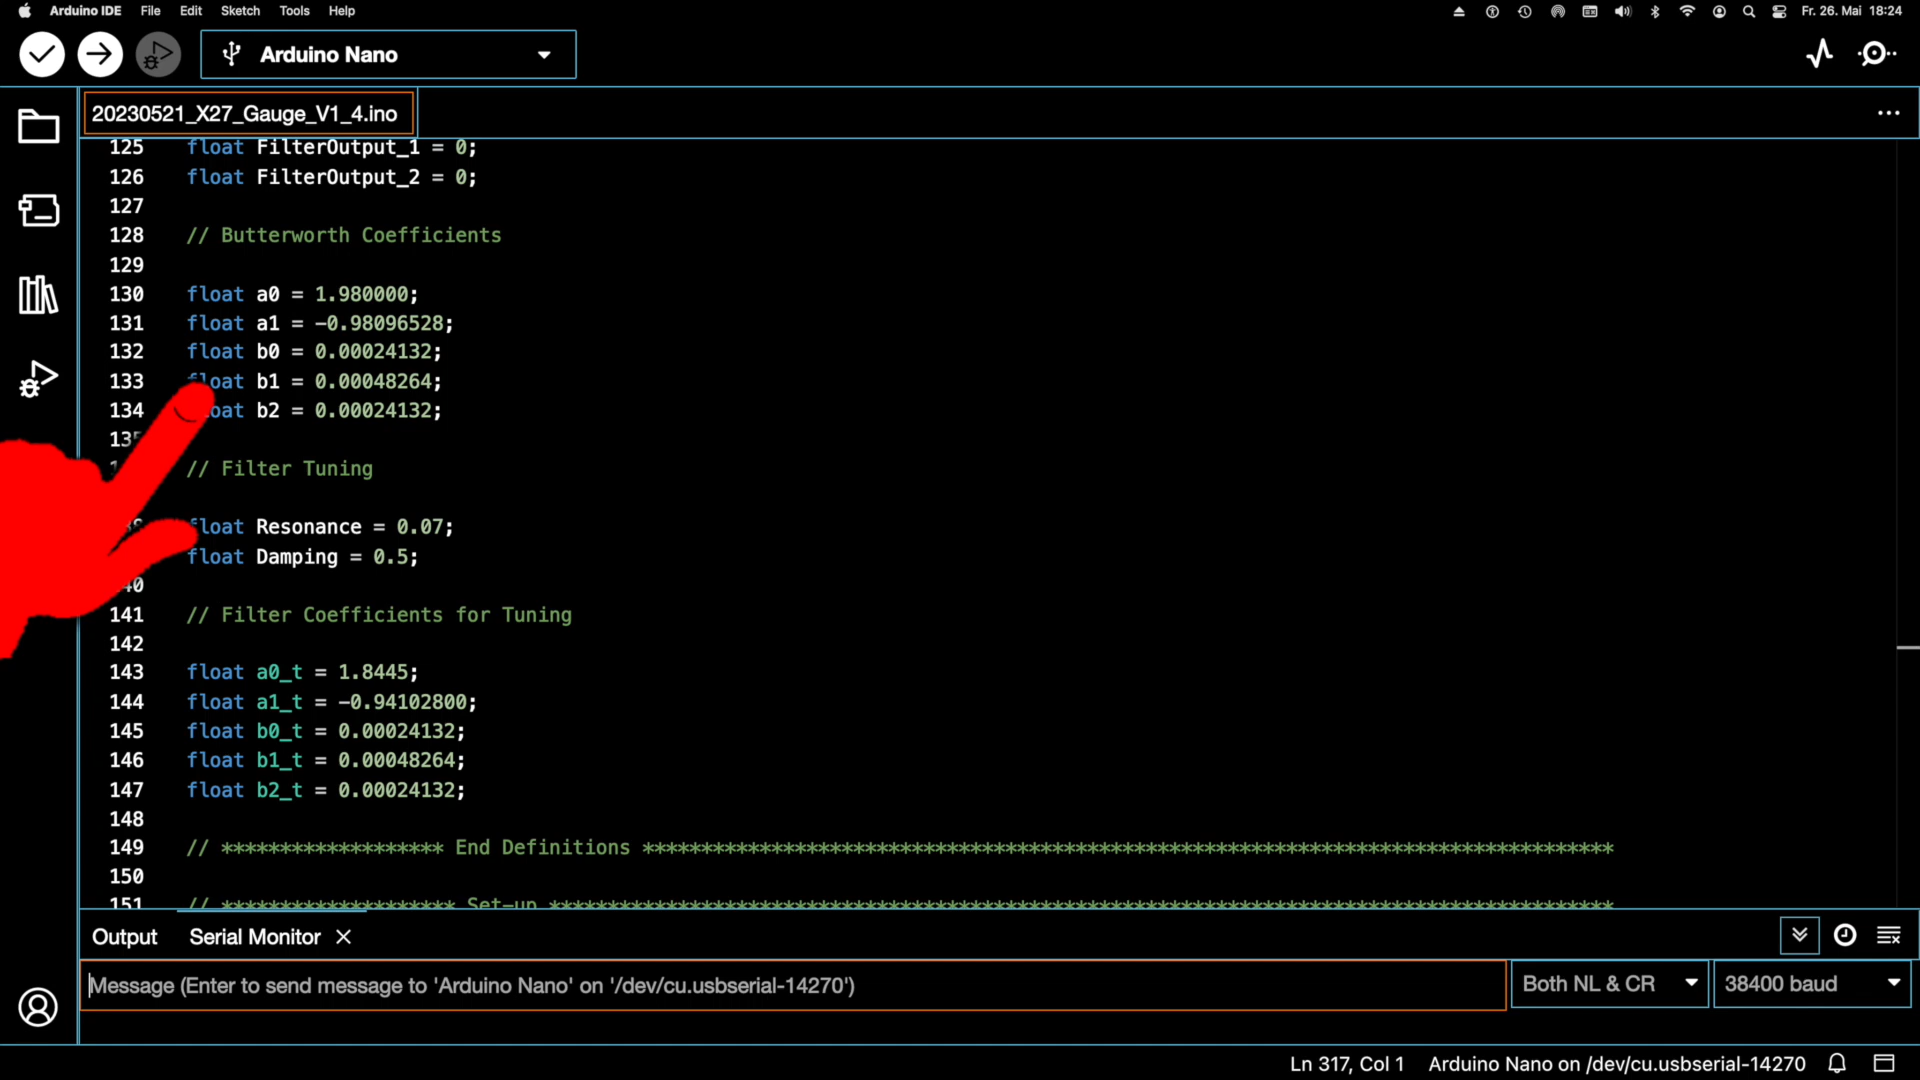 Arduino IDE File Edit Sketch Tools Help Fr. 26. Mai 18:24
Arduino Nano
20230521_X27_Gauge_V1_4.ino
125 float FilterOutput_1 = 0;
126 float FilterOutput_2 = 0;
127
128 // Butterworth Coefficients
129
130 float a0 = 1.980000;
131 float a1 = -0.98096528;
132 float b0 = 0.00024132;
133 float b1 = 0.00048264;
134 float b2 = 0.00024132;
// Filter Tuning
float Resonance = 0.07;
float Damping = 0.5;
141 // Filter Coefficients for Tuning
142
143 float a0_t = 1.8445;
144 float a1_t = -0.94102800;
145 float b0_t = 0.00024132;
146 float b1_t = 0.00048264;
147 float b2_t = 0.00024132;
148
149 // ******************* End Definitions ***********************************************************************************
150
151 // ******************** Set-up *******************************************************************************************
Output Serial Monitor
Message (Enter to send message to 'Arduino Nano' on '/dev/cu.usbserial-14270') Both NL & CR 38400 baud
Ln 317, Col 1 Arduino Nano on /dev/cu.usbserial-14270